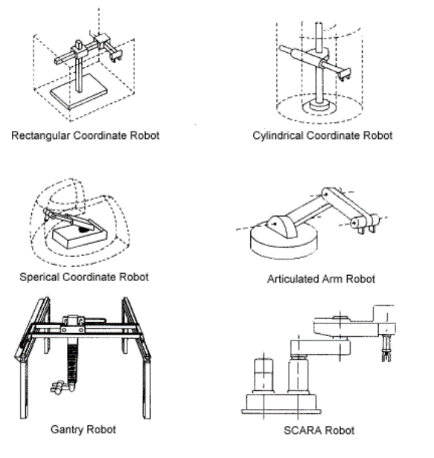 Rectangular Coordinate Robot
Cylindrical Coordinate Robot
Sperical Coordinate Robot
Articulated Arm Robot
Gantry Robot
SCARA Robot